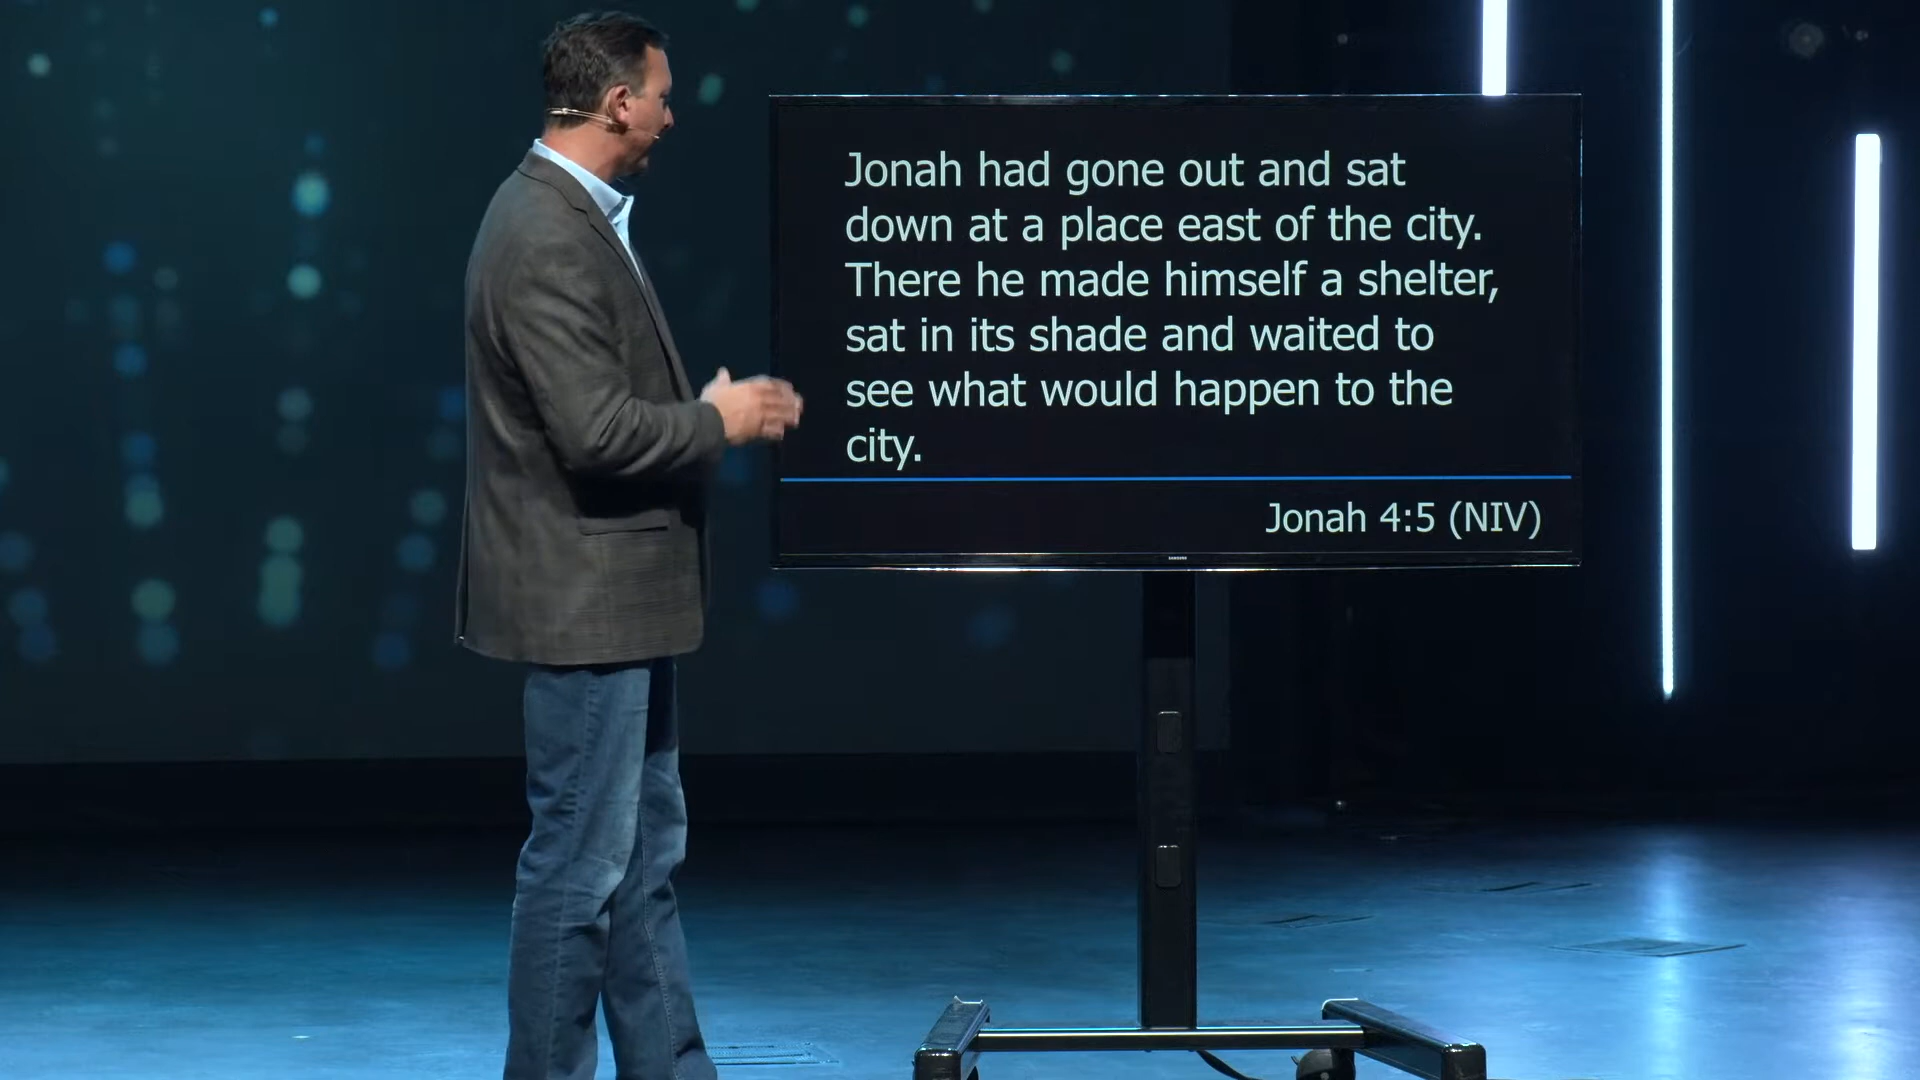 Jonah had gone out and sat
down at a place east of the city.
There he made himself a shelter,
sat in its shade and waited to
see what would happen to the
city.
Jonah 4:5 (NIV)
SAMSUNG